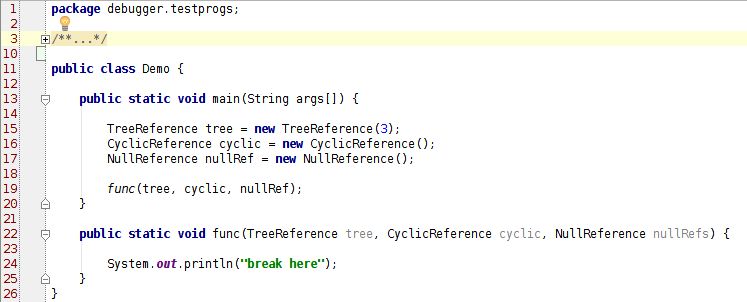 1 package debugger.testprogs;
2
3 /**...*/
10
11 public class Demo {
12
13 public static void main(String args[]) {
14
15 TreeReference tree = new TreeReference(3);
16 CyclicReference cyclic = new CyclicReference();
17 NullReference nullRef = new NullReference();
18
19 func(tree, cyclic, nullRef);
20 }
21
22 public static void func(TreeReference tree, CyclicReference cyclic, NullReference nullRefs) {
23
24 System.out.println("break here");
25 }
26 }